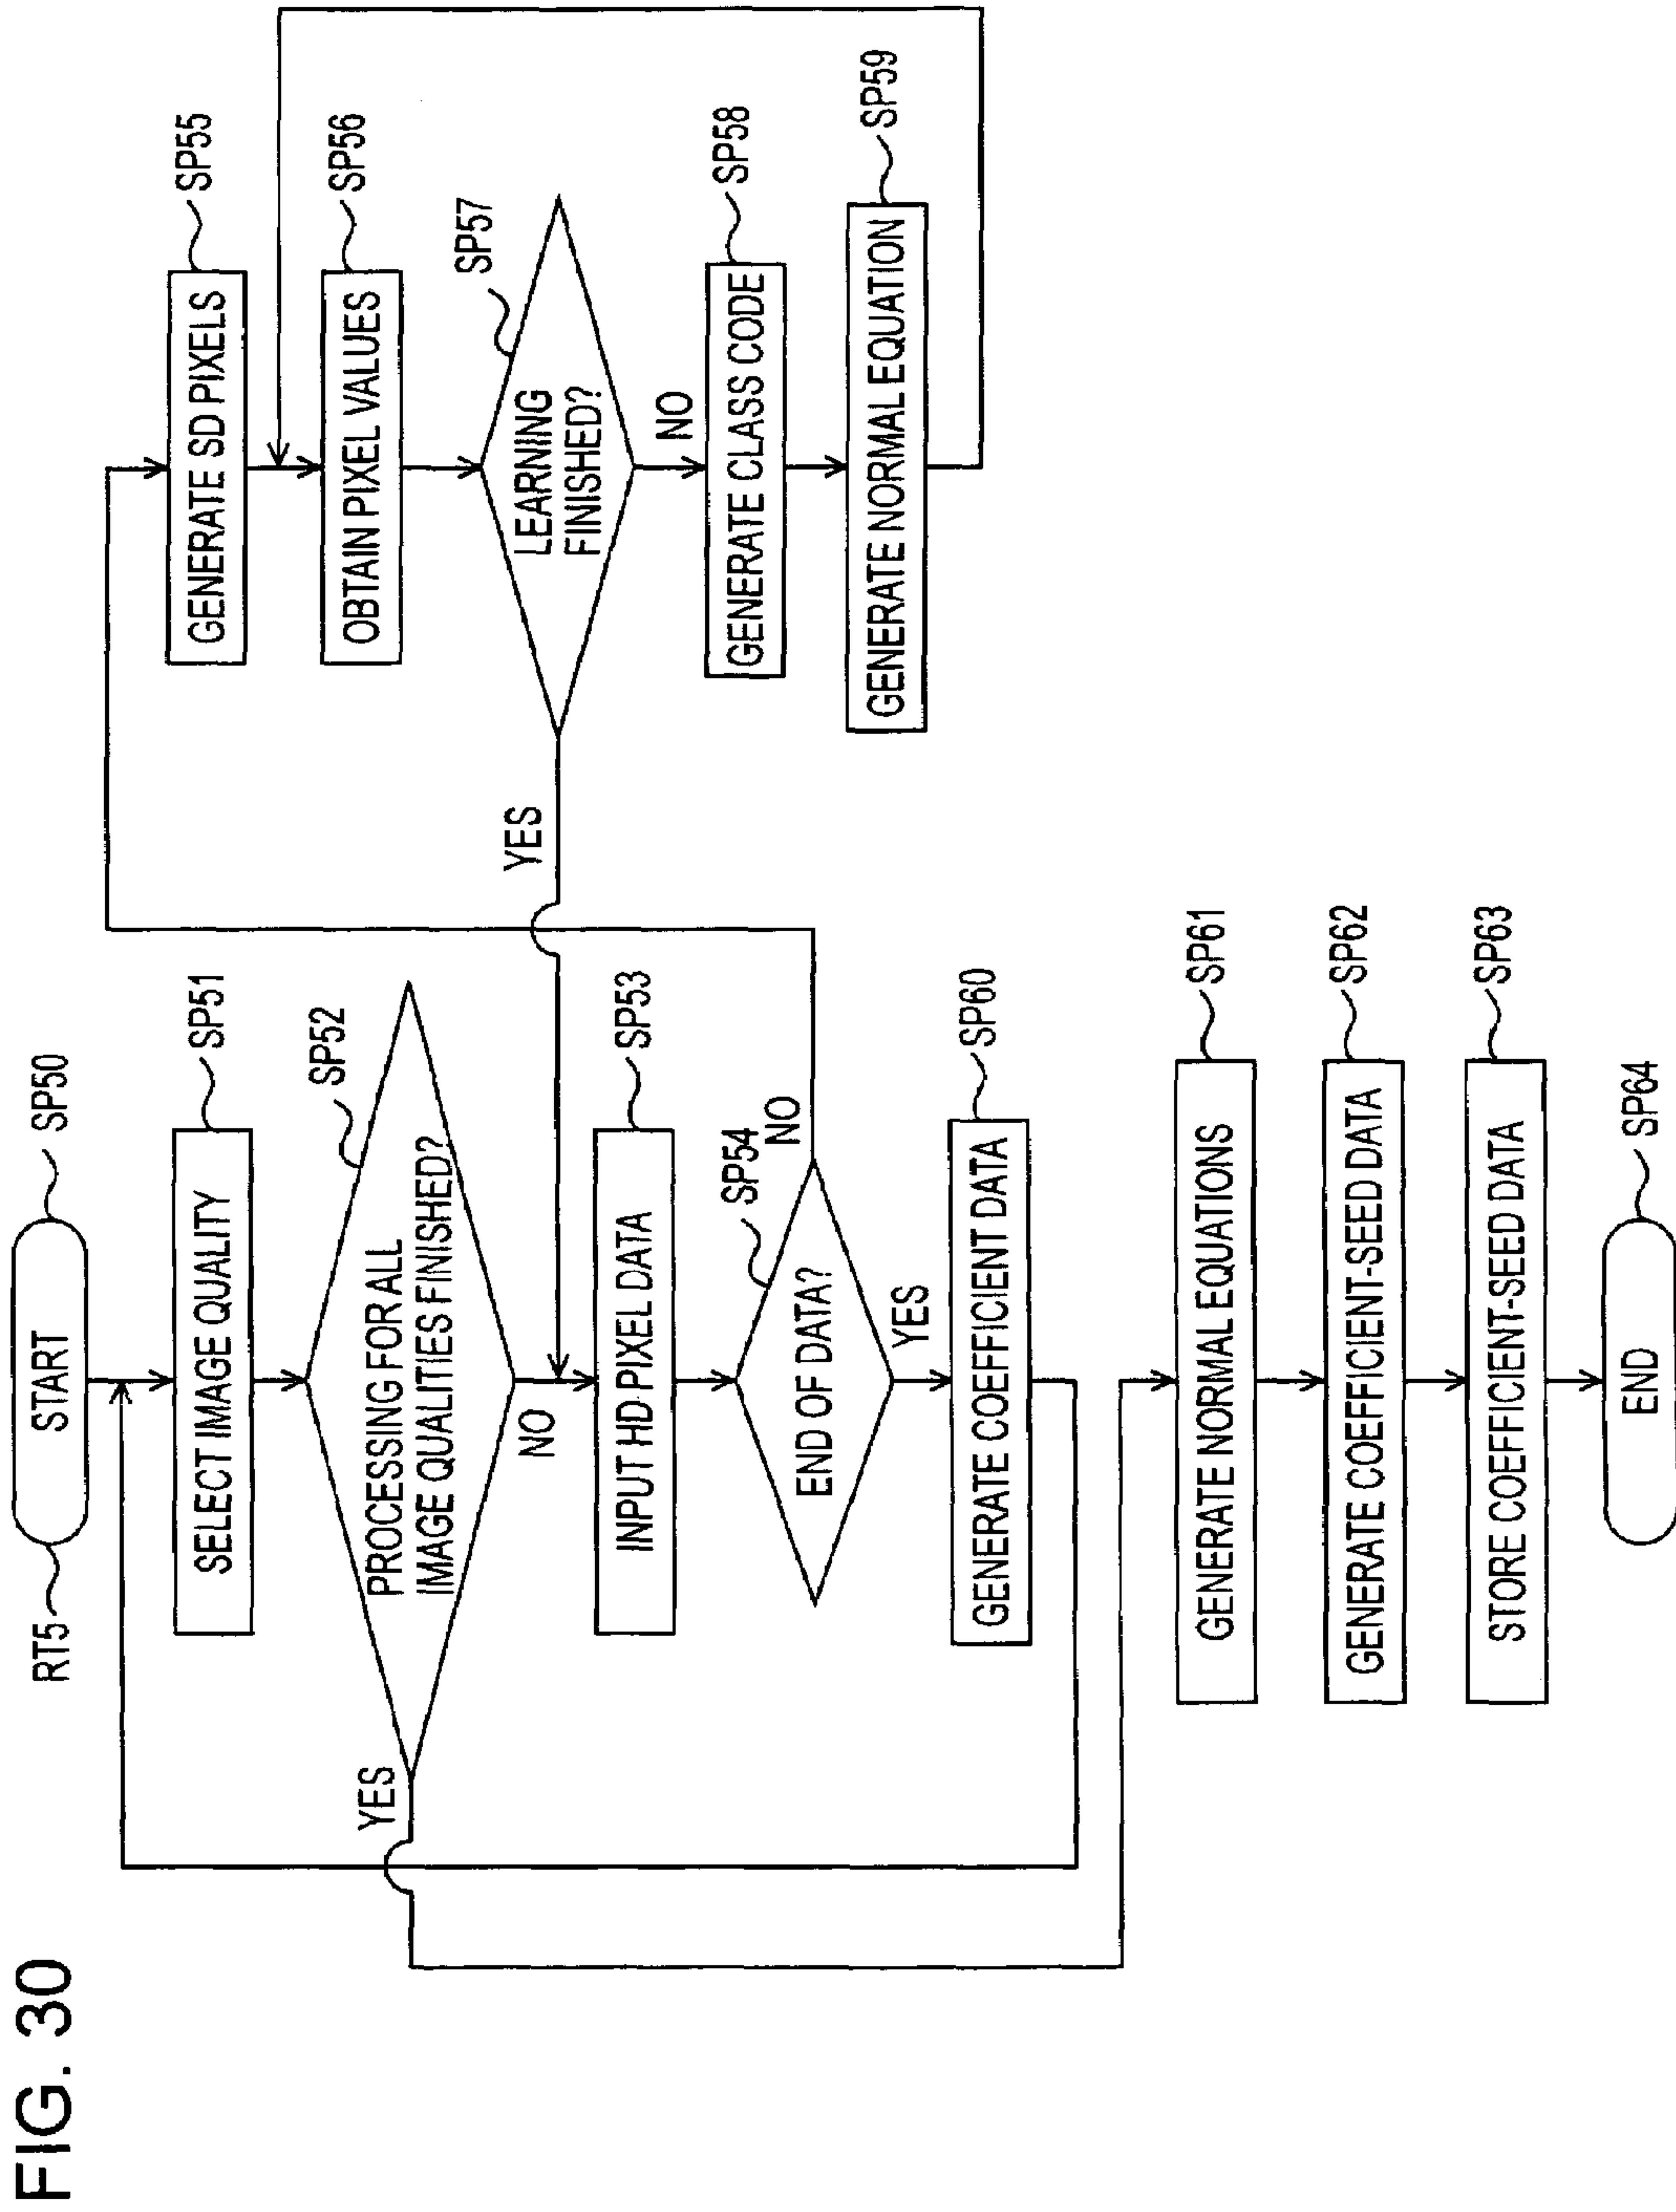 FIG. 30
RT5
START
SP50
SELECT IMAGE QUALITY
SP51
PROCESSING FOR ALL
IMAGE QUALITIES FINISHED?
SP52
YES
NO
INPUT HD PIXEL DATA
SP53
END OF DATA?
SP54
NO
YES
GENERATE COEFFICIENT DATA
SP60
GENERATE NORMAL EQUATIONS
SP61
GENERATE COEFFICIENT-SEED DATA
SP62
STORE COEFFICIENT-SEED DATA
SP63
END
SP64
GENERATE SD PIXELS
SP55
OBTAIN PIXEL VALUES
SP56
LEARNING
FINISHED?
SP57
YES
NO
GENERATE CLASS CODE
SP58
GENERATE NORMAL EQUATION
SP59